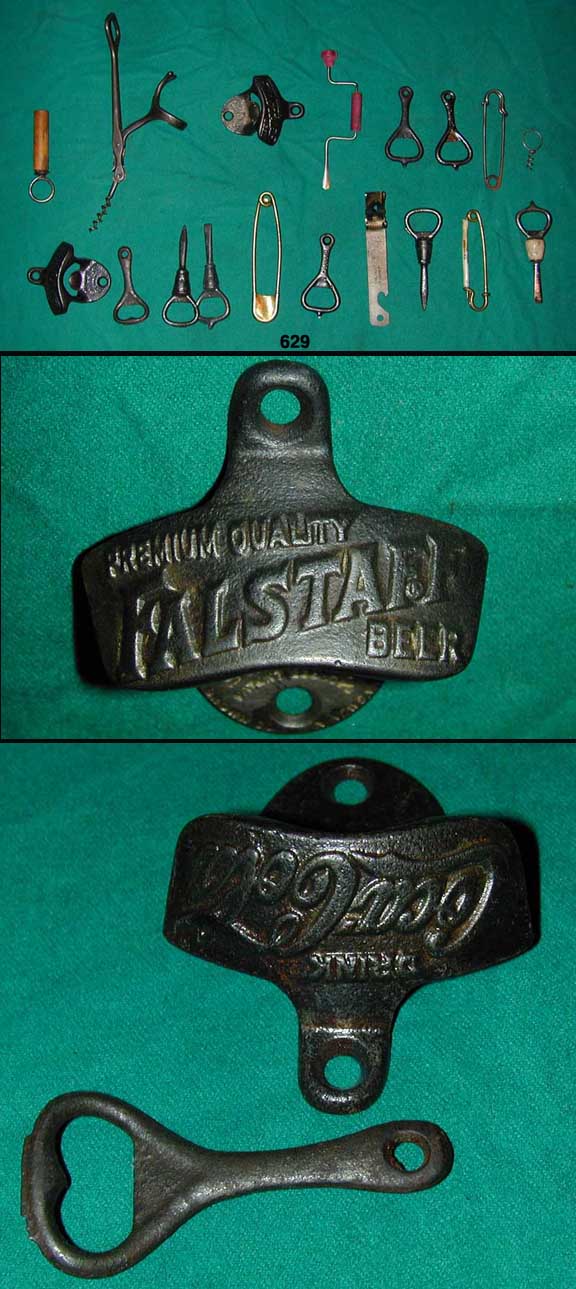 629
PREMIUM QUALITY
FALSTAFF
BEER
DRINK
Coca-Cola